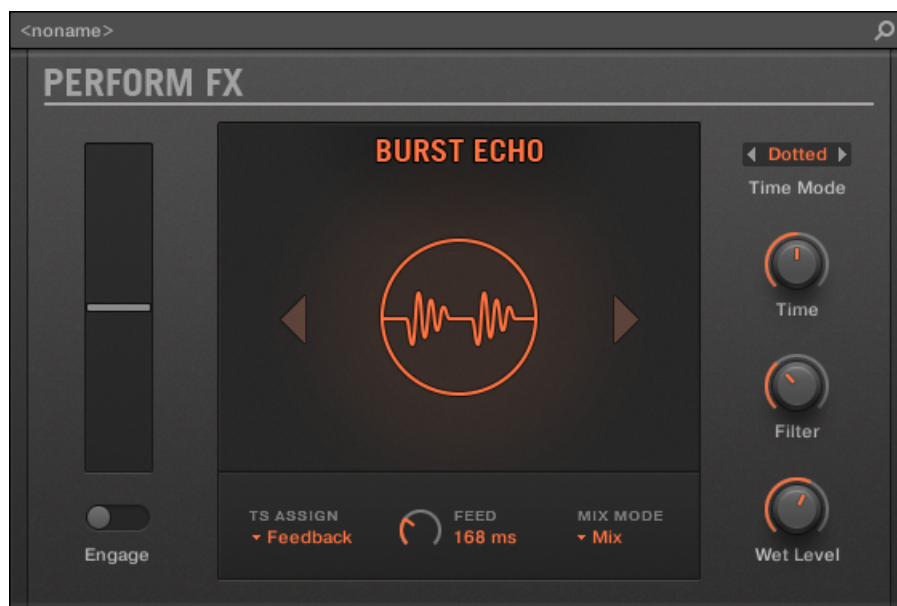 <noname>
PERFORM FX
BURST ECHO
Dotted
Time Mode
Time
Filter
Wet Level
Engage
TS ASSIGN
Feedback
FEED
168 ms
MIX MODE
Mix